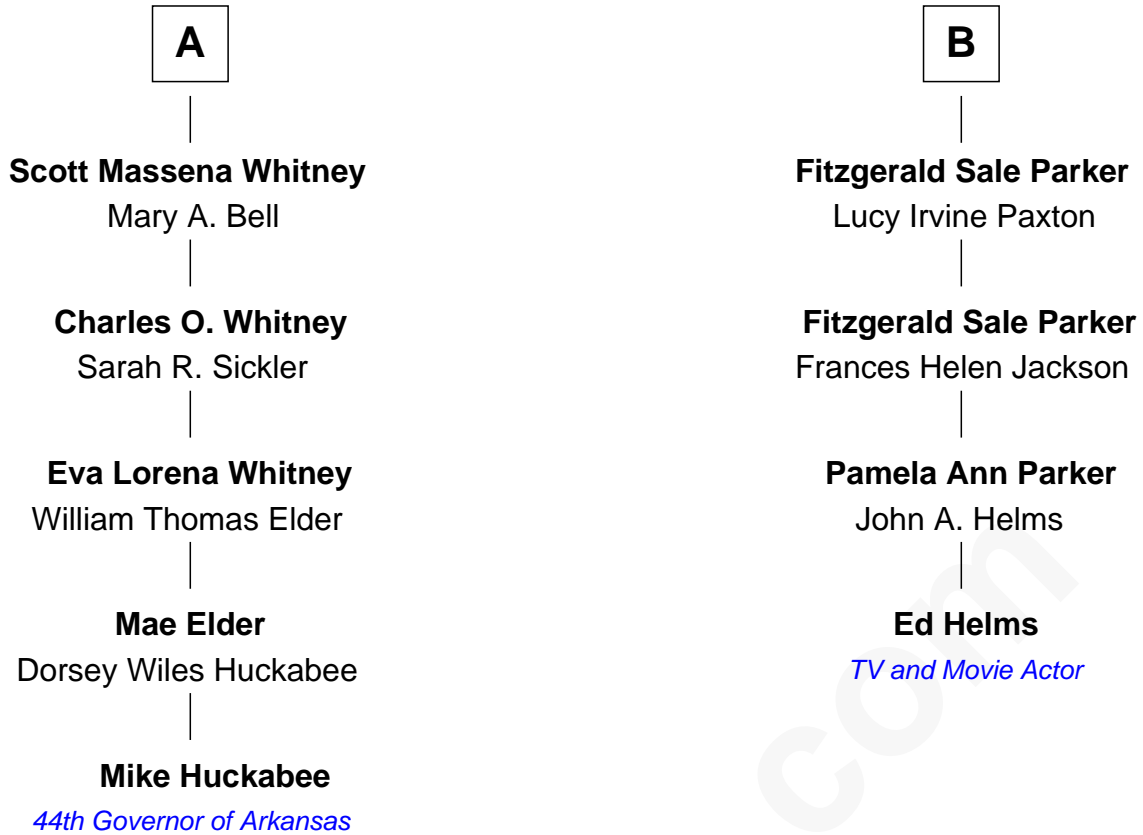 A
Scott Massena Whitney
Mary A. Bell
Charles O. Whitney
Sarah R. Sickler
Eva Lorena Whitney
William Thomas Elder
Mae Elder
Dorsey Wiles Huckabee
Mike Huckabee
44th Governor of Arkansas
B
Fitzgerald Sale Parker
Lucy Irvine Paxton
Fitzgerald Sale Parker
Frances Helen Jackson
Pamela Ann Parker
John A. Helms
Ed Helms
TV and Movie Actor
com